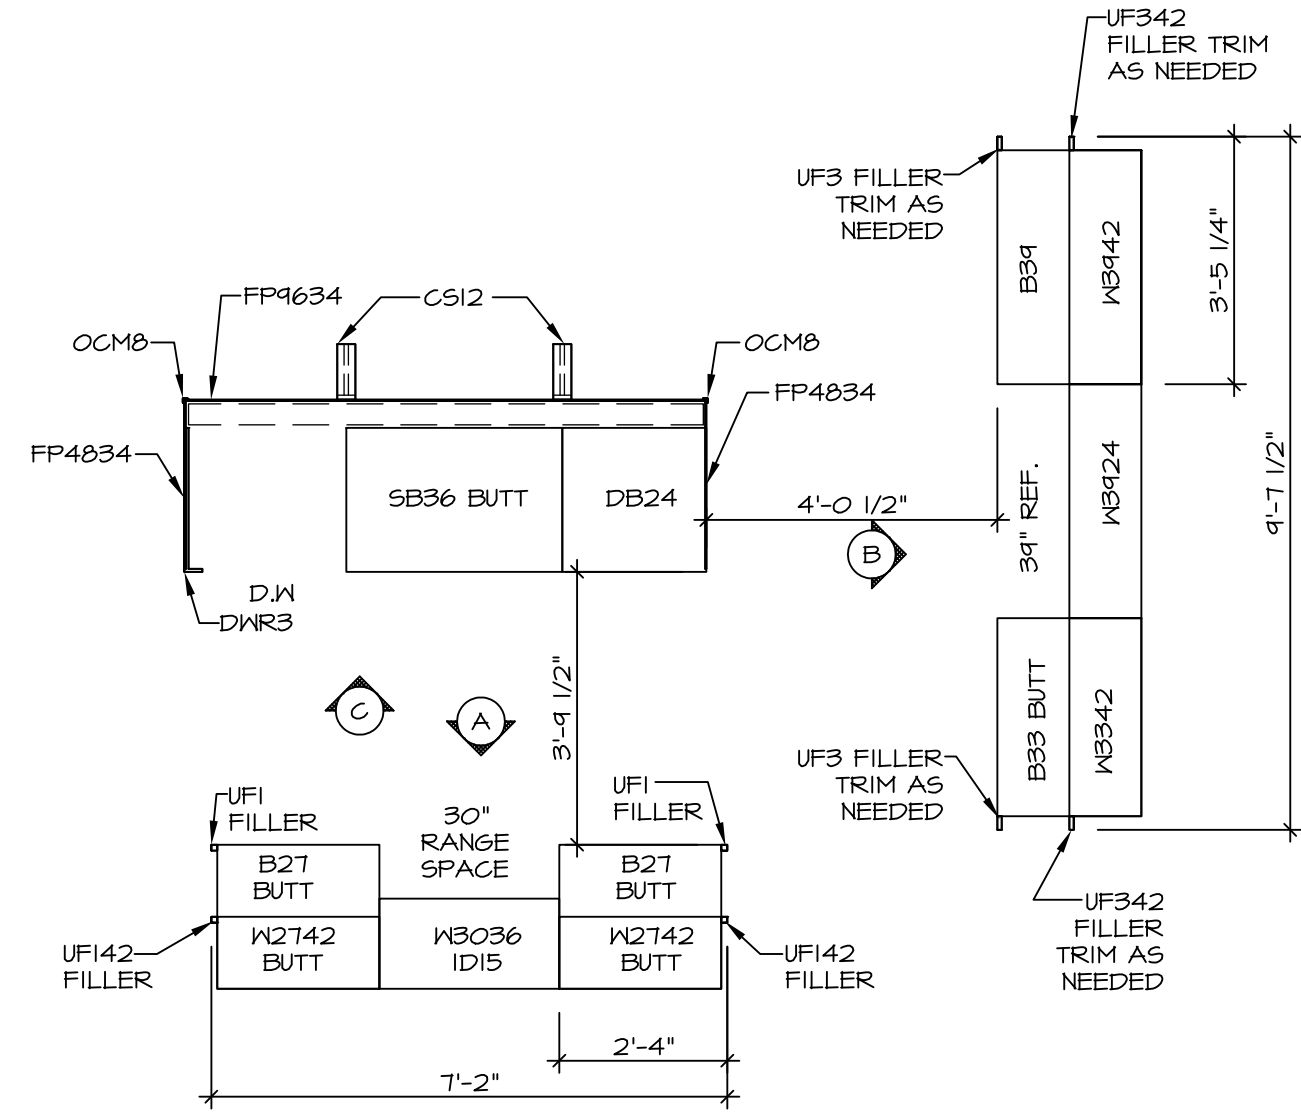 UF342
FILLER TRIM
AS NEEDED
UF3 FILLER
TRIM AS
NEEDED
B39
W3942
3'-5 1/4"
9'-7 1/2"
FP9634
CS12
OCM8
OCM8
FP4834
FP4834
SB36 BUTT
DB24
4'-0 1/2"
39" REF.
W3924
B
D.W
DWR3
C
A
3'-9 1/2"
B33 BUTT
W3342
UF3 FILLER
TRIM AS
NEEDED
UF1
FILLER
UF1
FILLER
30"
RANGE
SPACE
B27
BUTT
B27
BUTT
W2742
BUTT
W3036
1D15
W2742
BUTT
UF142
FILLER
UF142
FILLER
UF342
FILLER
TRIM AS
NEEDED
2'-4"
7'-2"